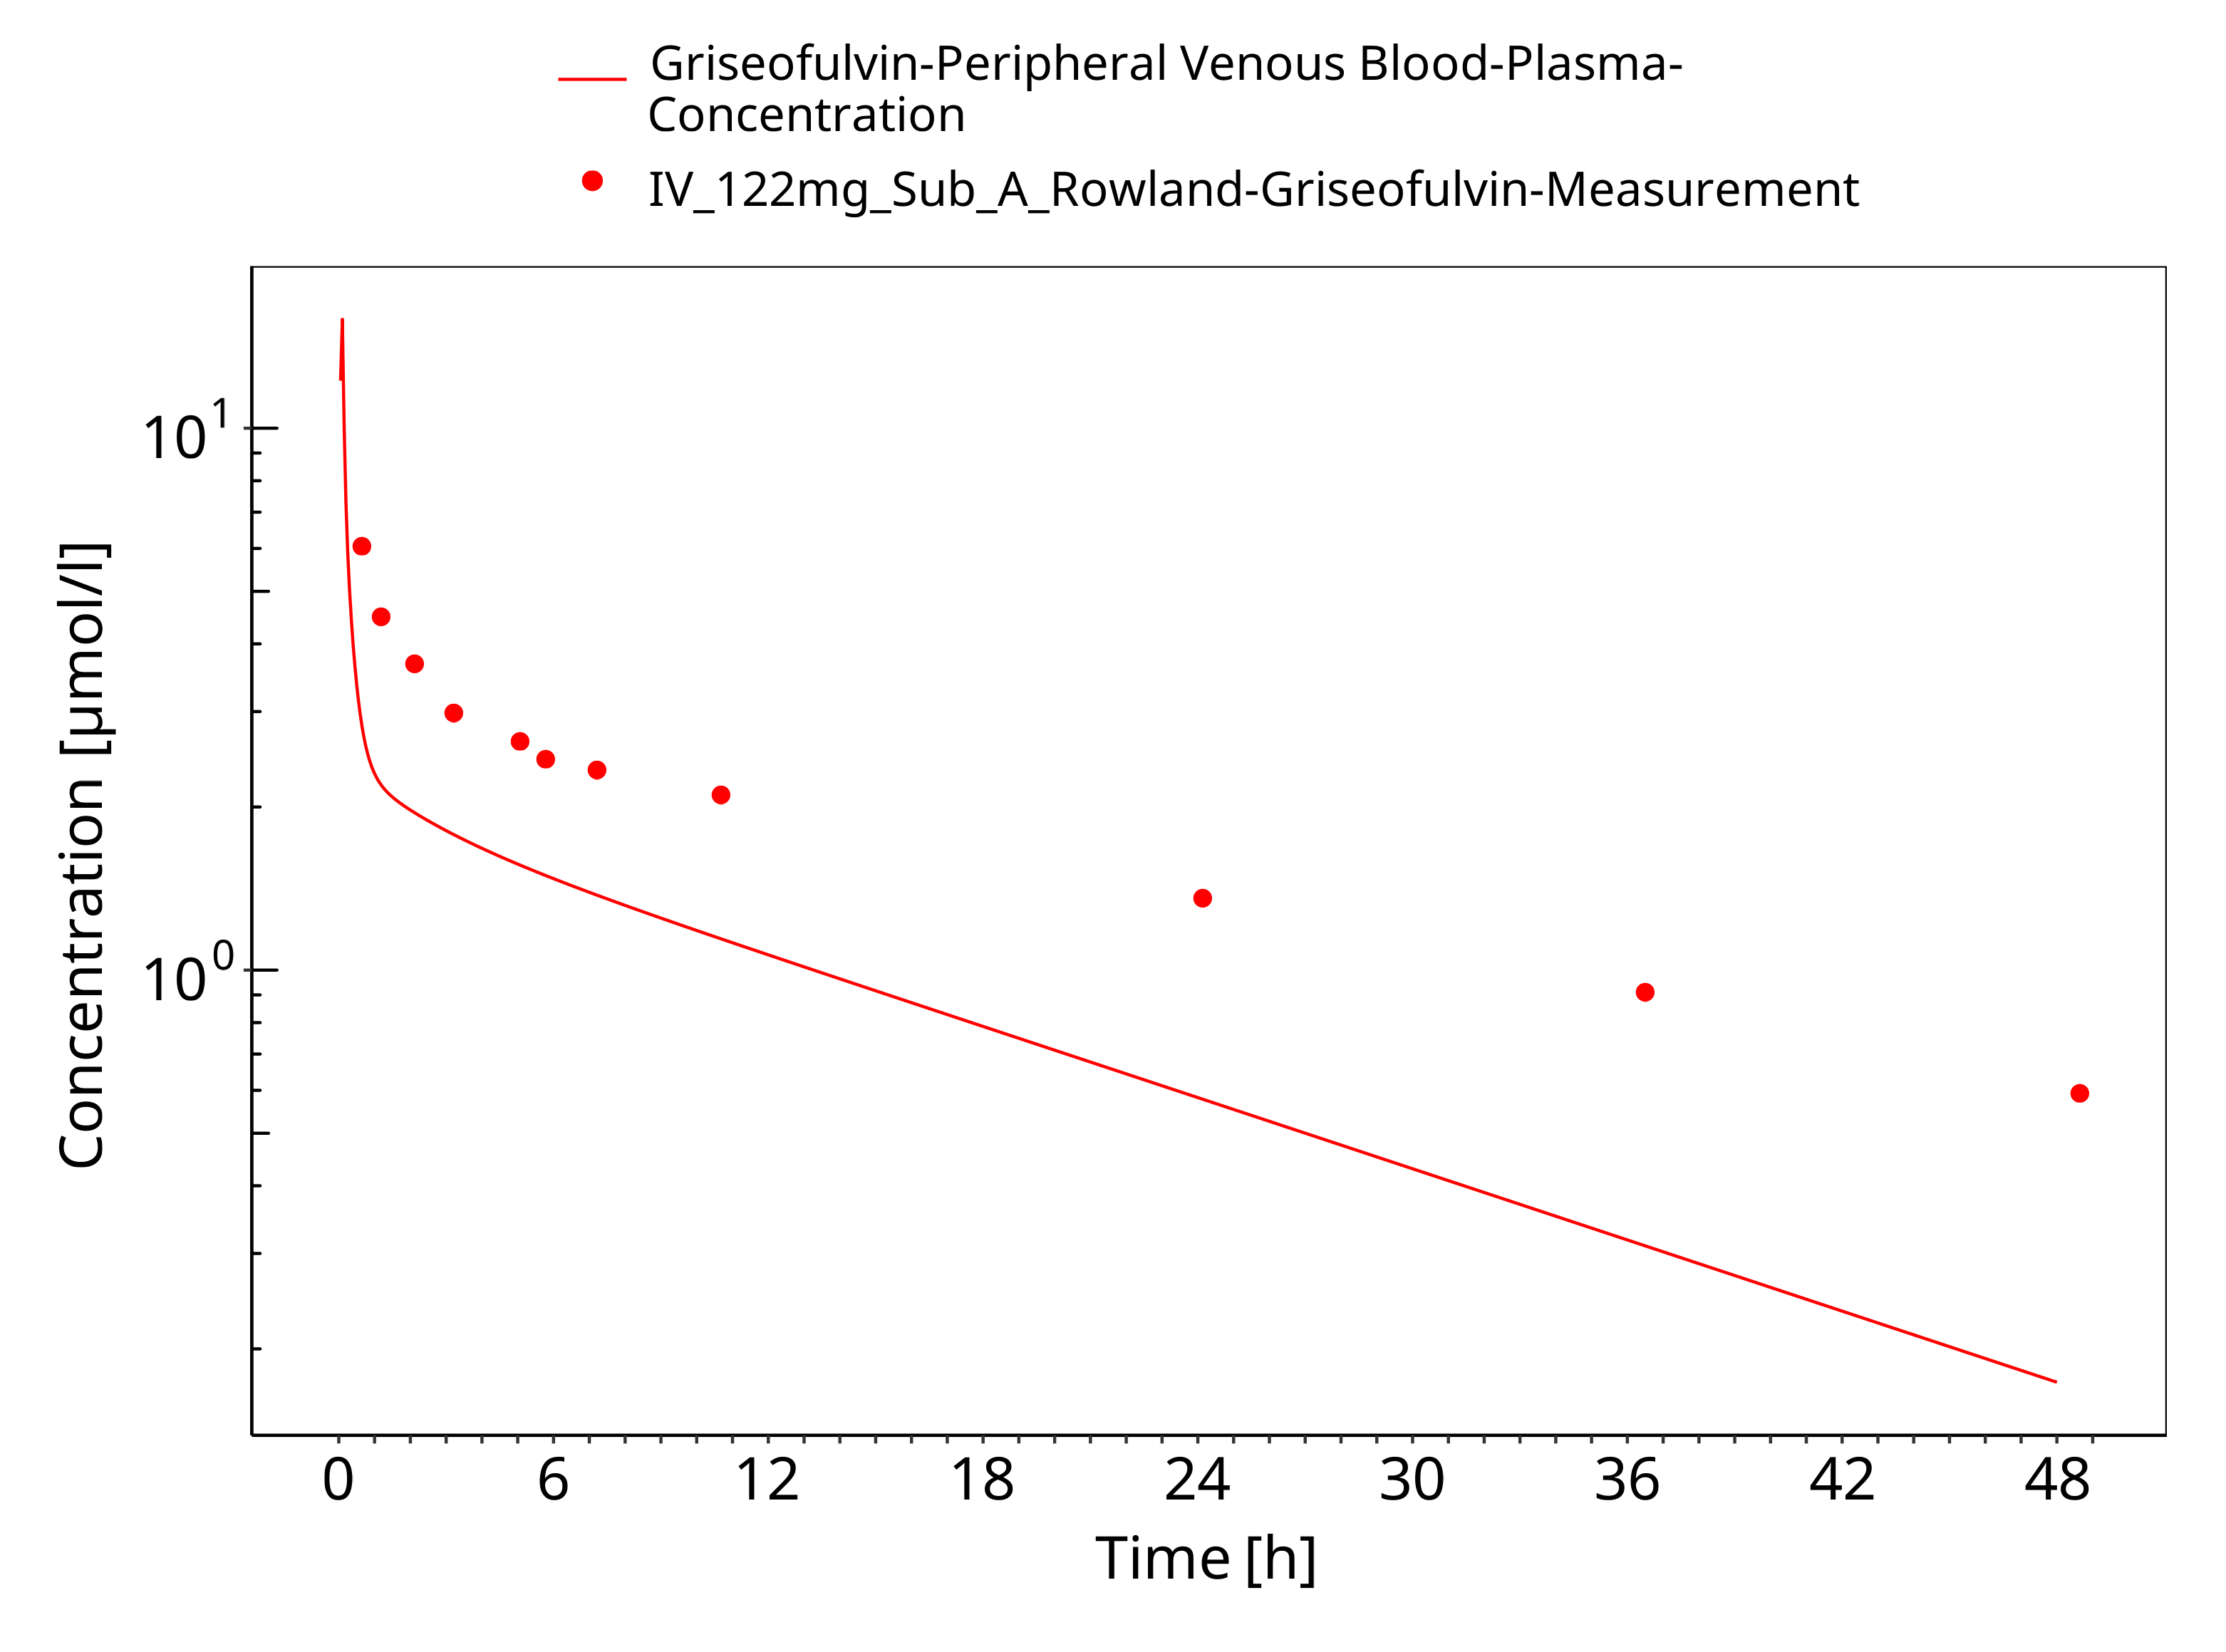 Griseofulvin-Peripheral Venous Blood-Plasma-
Concentration
IV_122mg_Sub_A_Rowland-Griseofulvin-Measurement
10^1
10^0
Concentration [µmol/l]
0 6 12 18 24 30 36 42 48
Time [h]